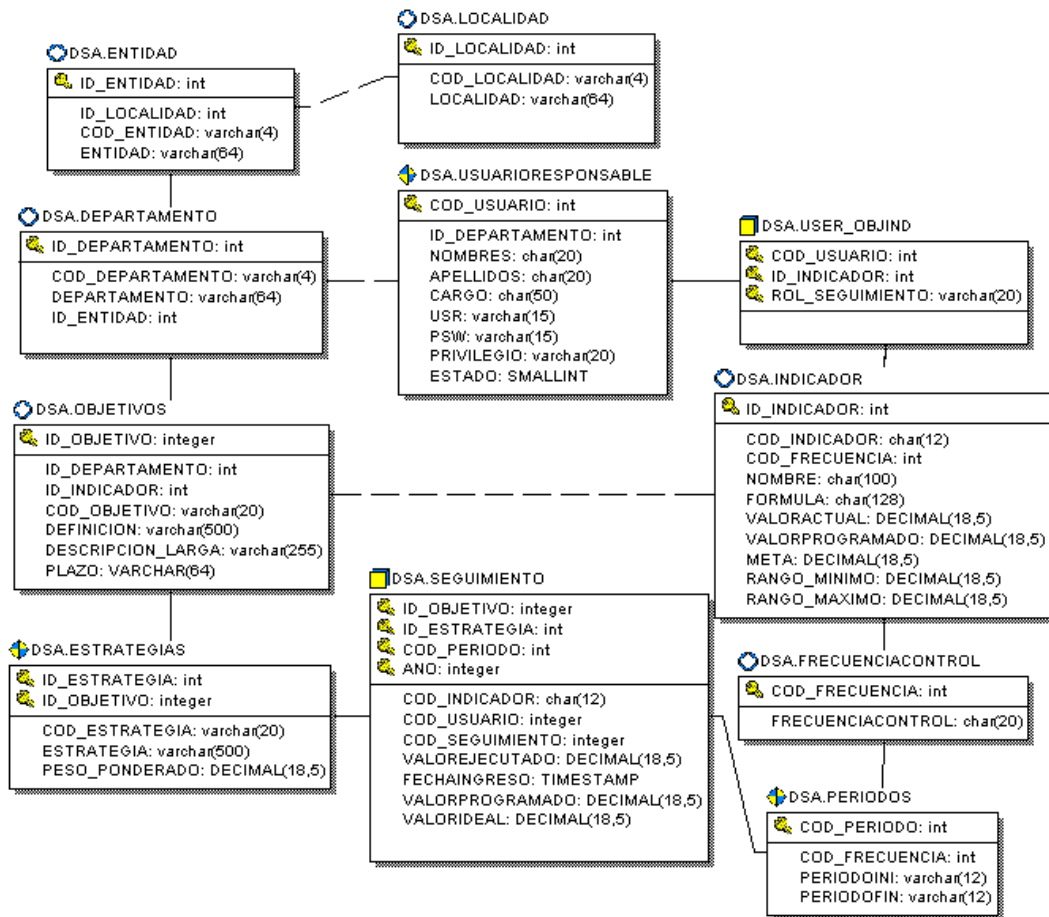 DSA.LOCALIDAD
ID_LOCALIDAD: int
COD_LOCALIDAD: varchar(4)
LOCALIDAD: varchar(64)
DSA.ENTIDAD
ID_ENTIDAD: int
ID_LOCALIDAD: int
COD_ENTIDAD: varchar(4)
ENTIDAD: varchar(64)
DSA.USUARIORESPONSABLE
COD_USUARIO: int
ID_DEPARTAMENTO: int
NOMBRES: char(20)
APELLIDOS: char(20)
CARGO: char(50)
USR: varchar(15)
PSW: varchar(15)
PRIVILEGIO: varchar(20)
ESTADO: SMALLINT
DSA.DEPARTAMENTO
ID_DEPARTAMENTO: int
COD_DEPARTAMENTO: varchar(4)
DEPARTAMENTO: varchar(64)
ID_ENTIDAD: int
DSA.USER_OBJIND
COD_USUARIO: int
ID_INDICADOR: int
ROL_SEGUIMIENTO: varchar(20)
DSA.INDICADOR
ID_INDICADOR: int
COD_INDICADOR: char(12)
COD_FRECUENCIA: int
NOMBRE: char(100)
FORMULA: char(128)
VALORACTUAL: DECIMAL(18,5)
VALORPROGRAMADO: DECIMAL(18,5)
META: DECIMAL(18,5)
RANGO_MINIMO: DECIMAL(18,5)
RANGO_MAXIMO: DECIMAL(18,5)
DSA.OBJETIVOS
ID_OBJETIVO: integer
ID_DEPARTAMENTO: int
ID_INDICADOR: int
COD_OBJETIVO: varchar(20)
DEFINICION: varchar(500)
DESCRIPCION_LARGA: varchar(255)
PLAZO: VARCHAR(64)
DSA.SEGUIMIENTO
ID_OBJETIVO: integer
ID_ESTRATEGIA: int
COD_PERIODO: int
ANO: integer
COD_INDICADOR: char(12)
COD_USUARIO: integer
COD_SEGUIMIENTO: integer
VALOREJECUTADO: DECIMAL(18,5)
FECHAINGRESO: TIMESTAMP
VALORPROGRAMADO: DECIMAL(18,5)
VALORIDEAL: DECIMAL(18,5)
DSA.ESTRATEGIAS
ID_ESTRATEGIA: int
ID_OBJETIVO: integer
COD_ESTRATEGIA: varchar(20)
ESTRATEGIA: varchar(500)
PESO_PONDERADO: DECIMAL(18,5)
DSA.FRECUENCIACONTROL
COD_FRECUENCIA: int
FRECUENCIACONTROL: char(20)
DSA.PERIODOS
COD_PERIODO: int
COD_FRECUENCIA: int
PERIODOINI: varchar(12)
PERIODOFIN: varchar(12)